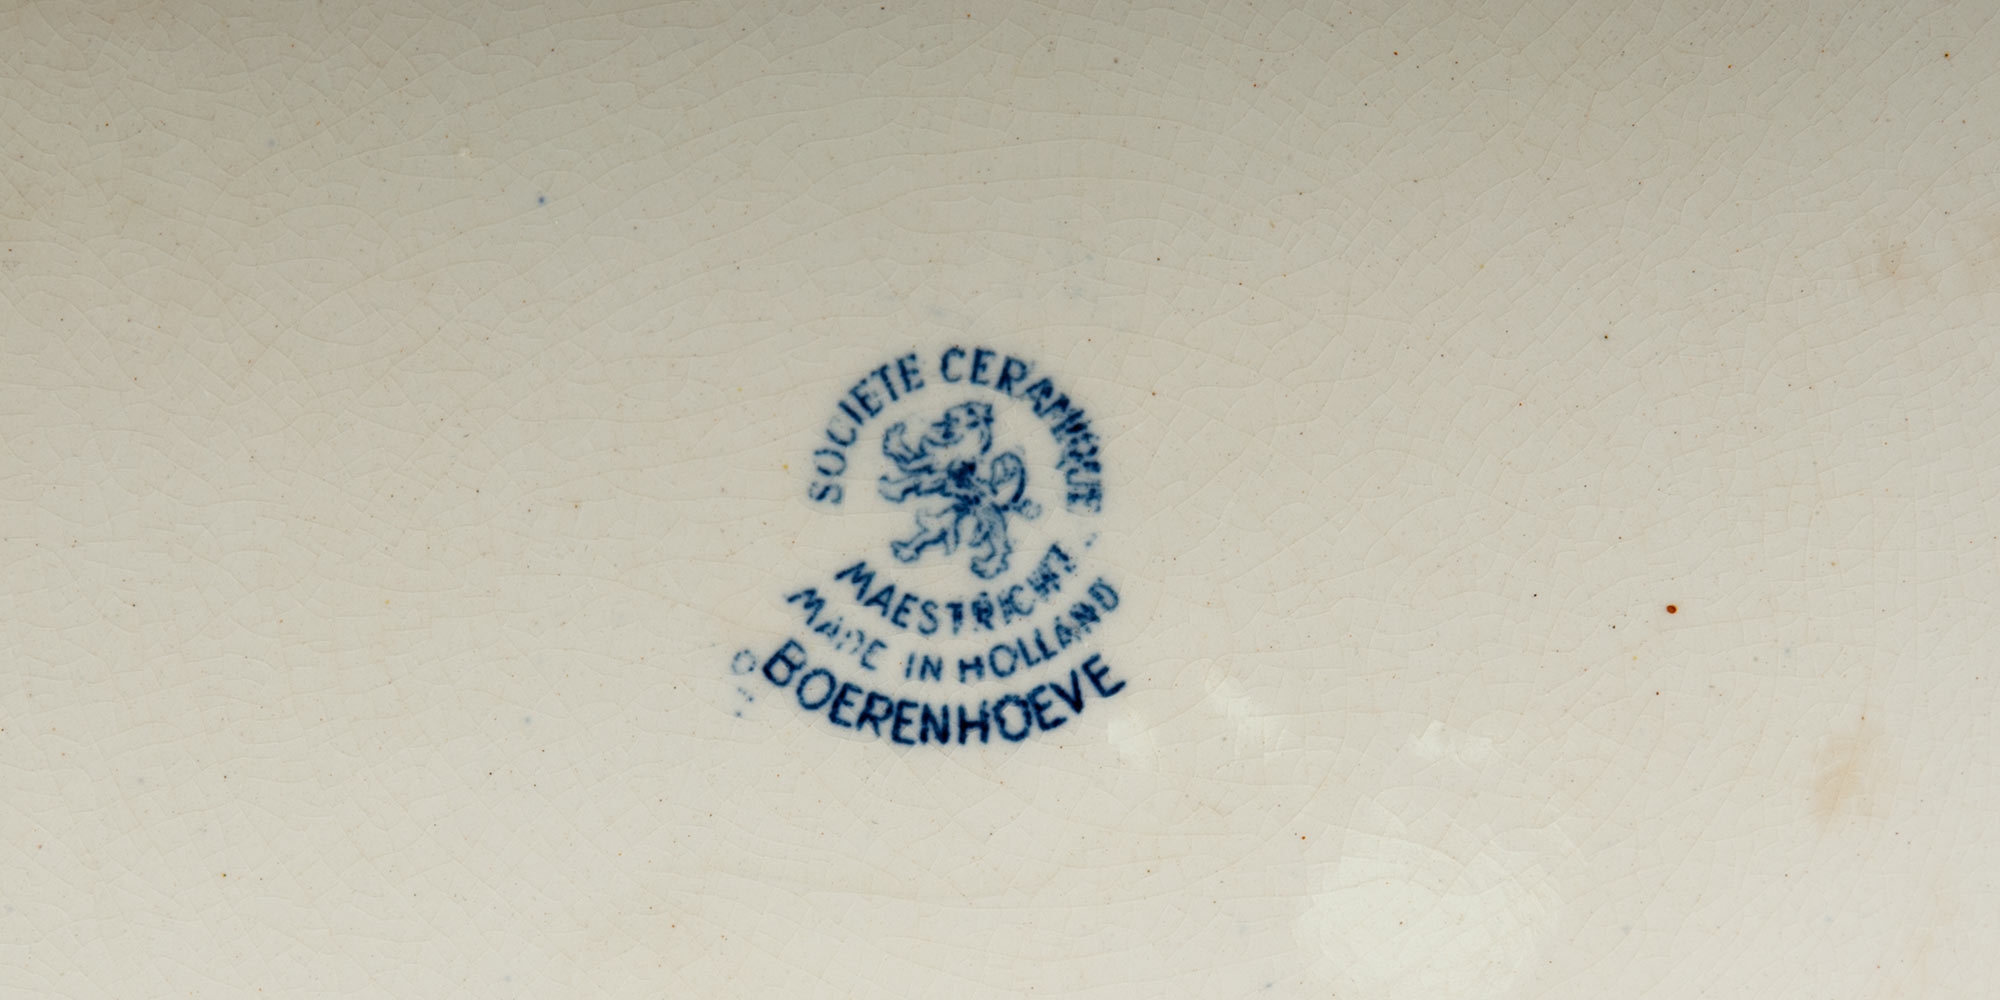 SOCIETE CERAMIQUE
MAESTRICHT
MADE IN HOLLAND
BOERENHOEVE